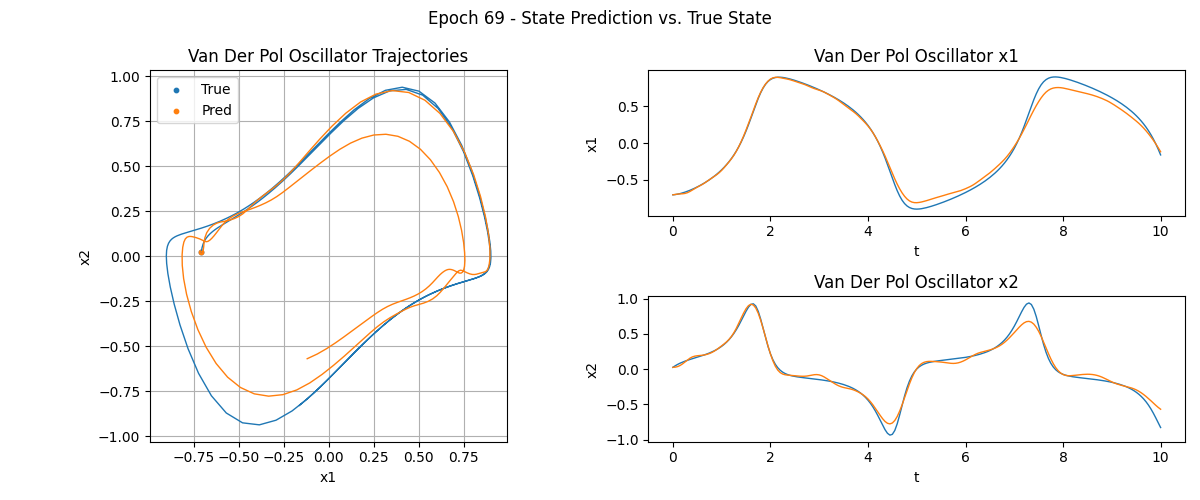 Epoch 69 - State Prediction vs. True State
Van Der Pol Oscillator Trajectories
True
Pred
1.00
0.75
0.50
0.25
0.00
−0.25
−0.50
−0.75
−1.00
x2
−0.75 −0.50 −0.25 0.00 0.25 0.50 0.75
x1
Van Der Pol Oscillator x1
0.5
0.0
−0.5
x1
0 2 4 6 8 10
t
Van Der Pol Oscillator x2
1.0
0.5
0.0
−0.5
−1.0
x2
0 2 4 6 8 10
t